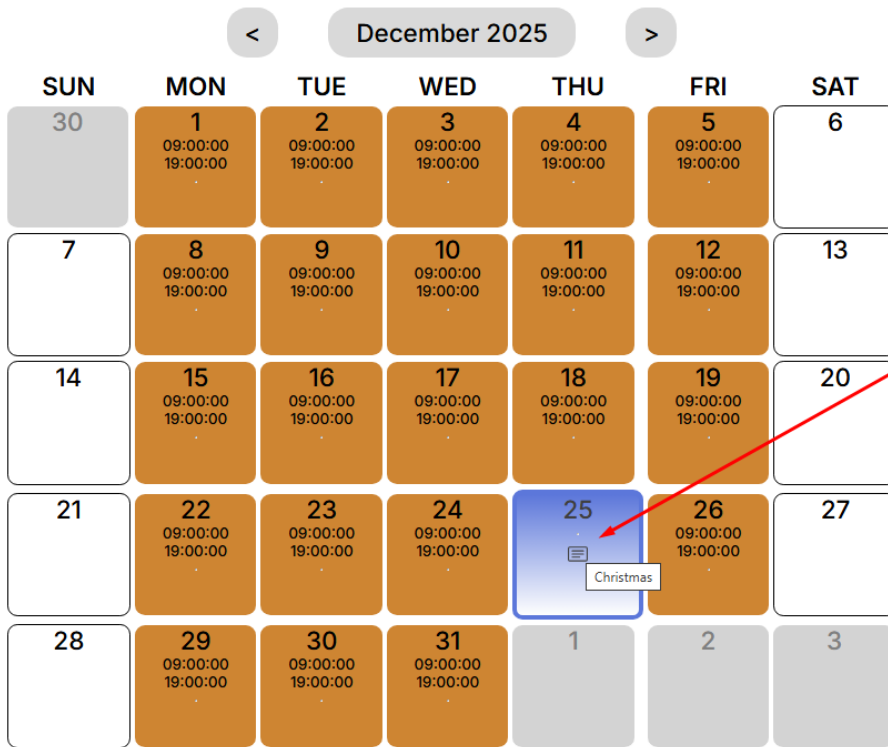 < December 2025 >
SUN MON TUE WED THU FRI SAT
30 1 2 3 4 5 6
09:00:00 09:00:00 09:00:00 09:00:00 09:00:00
19:00:00 19:00:00 19:00:00 19:00:00 19:00:00
7 8 9 10 11 12 13
09:00:00 09:00:00 09:00:00 09:00:00 09:00:00
19:00:00 19:00:00 19:00:00 19:00:00 19:00:00
14 15 16 17 18 19 20
09:00:00 09:00:00 09:00:00 09:00:00 09:00:00
19:00:00 19:00:00 19:00:00 19:00:00 19:00:00
21 22 23 24 25 26 27
09:00:00 09:00:00 09:00:00 09:00:00
19:00:00 19:00:00 19:00:00 19:00:00
Christmas
28 29 30 31 1 2 3
09:00:00 09:00:00 09:00:00
19:00:00 19:00:00 19:00:00